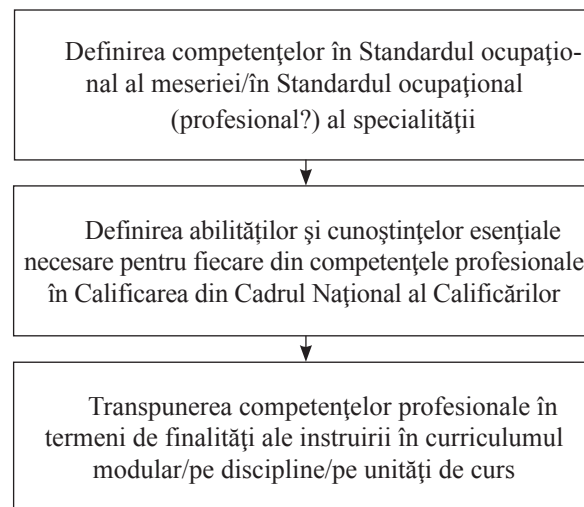 Definirea competenţelor în Standardul ocupaţio-
nal al meseriei/în Standardul ocupaţional
(profesional?) al specialităţii
Definirea abilităților şi cunoştințelor esenţiale
necesare pentru fiecare din competenţele profesionale
în Calificarea din Cadrul Naţional al Calificărilor
Transpunerea competenţelor profesionale în
termeni de finalităţi ale instruirii în curriculumul
modular/pe discipline/pe unităţi de curs